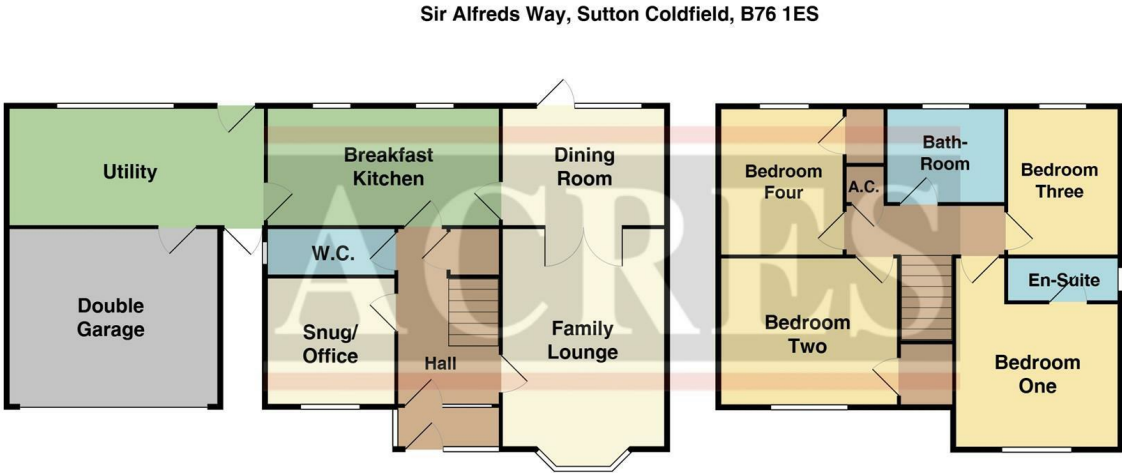 Sir Alfreds Way, Sutton Coldfield, B76 1ES
Utility
Breakfast
Kitchen
Dining
Room
W.C.
Double
Garage
Snug/
Office
Hall
Family
Lounge
Bedroom
Four
A.C.
Bath-
Room
Bedroom
Three
En-Suite
Bedroom
Two
Bedroom
One
ACRES